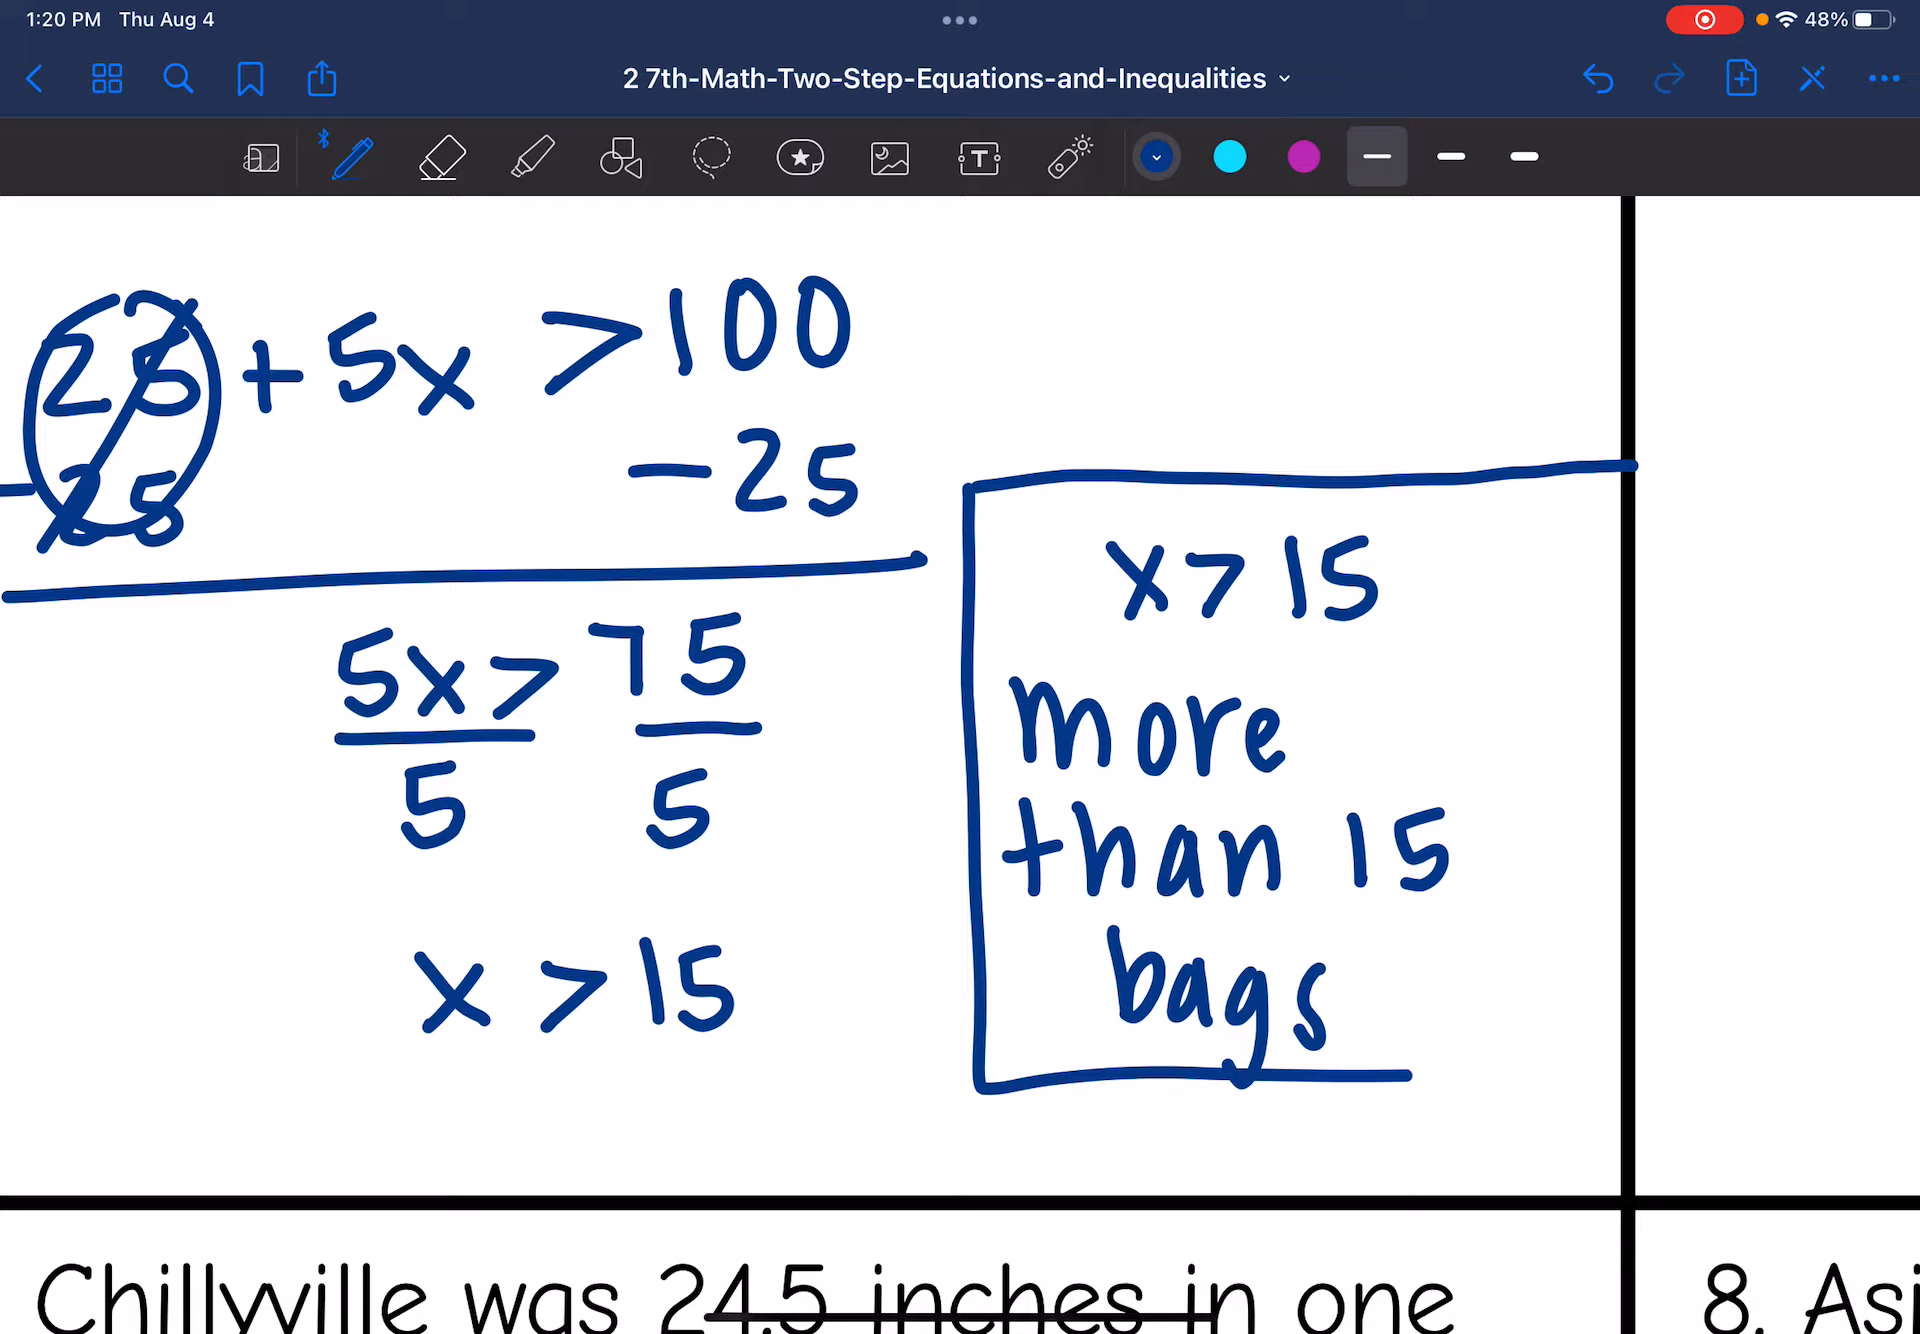 1:20 PM Thu Aug 4
48%
2 7th-Math-Two-Step-Equations-and-Inequalities
25 + 5x > 100
- 25 - 25
5x > 75
5 5
x > 15
x > 15
more
than 15
bags
Chillville was 24.5 inches in one
8. Asi